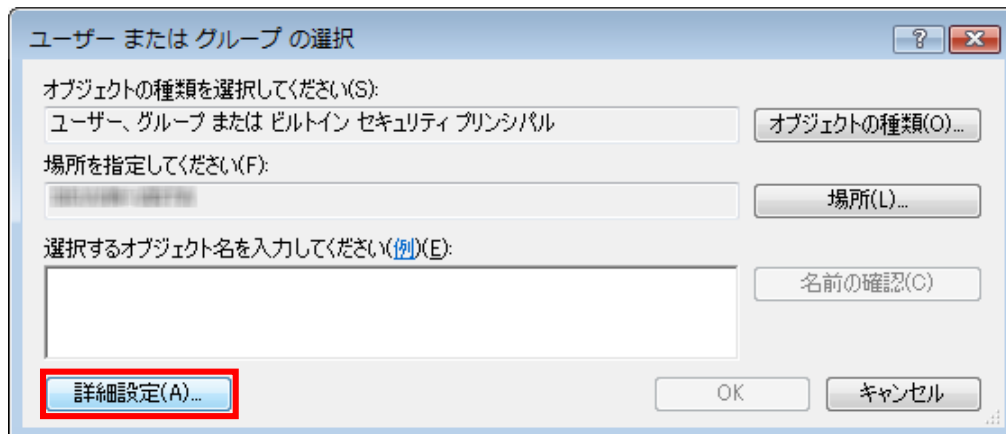 ユーザー または グループ の選択
オブジェクトの種類を選択してください(S):
ユーザー、グループ または ビルトイン セキュリティ プリンシパル
オブジェクトの種類(O)...
場所を指定してください(F):
場所(L)...
選択するオブジェクト名を入力してください(例)(E):
名前の確認(C)
詳細設定(A)...
OK
キャンセル